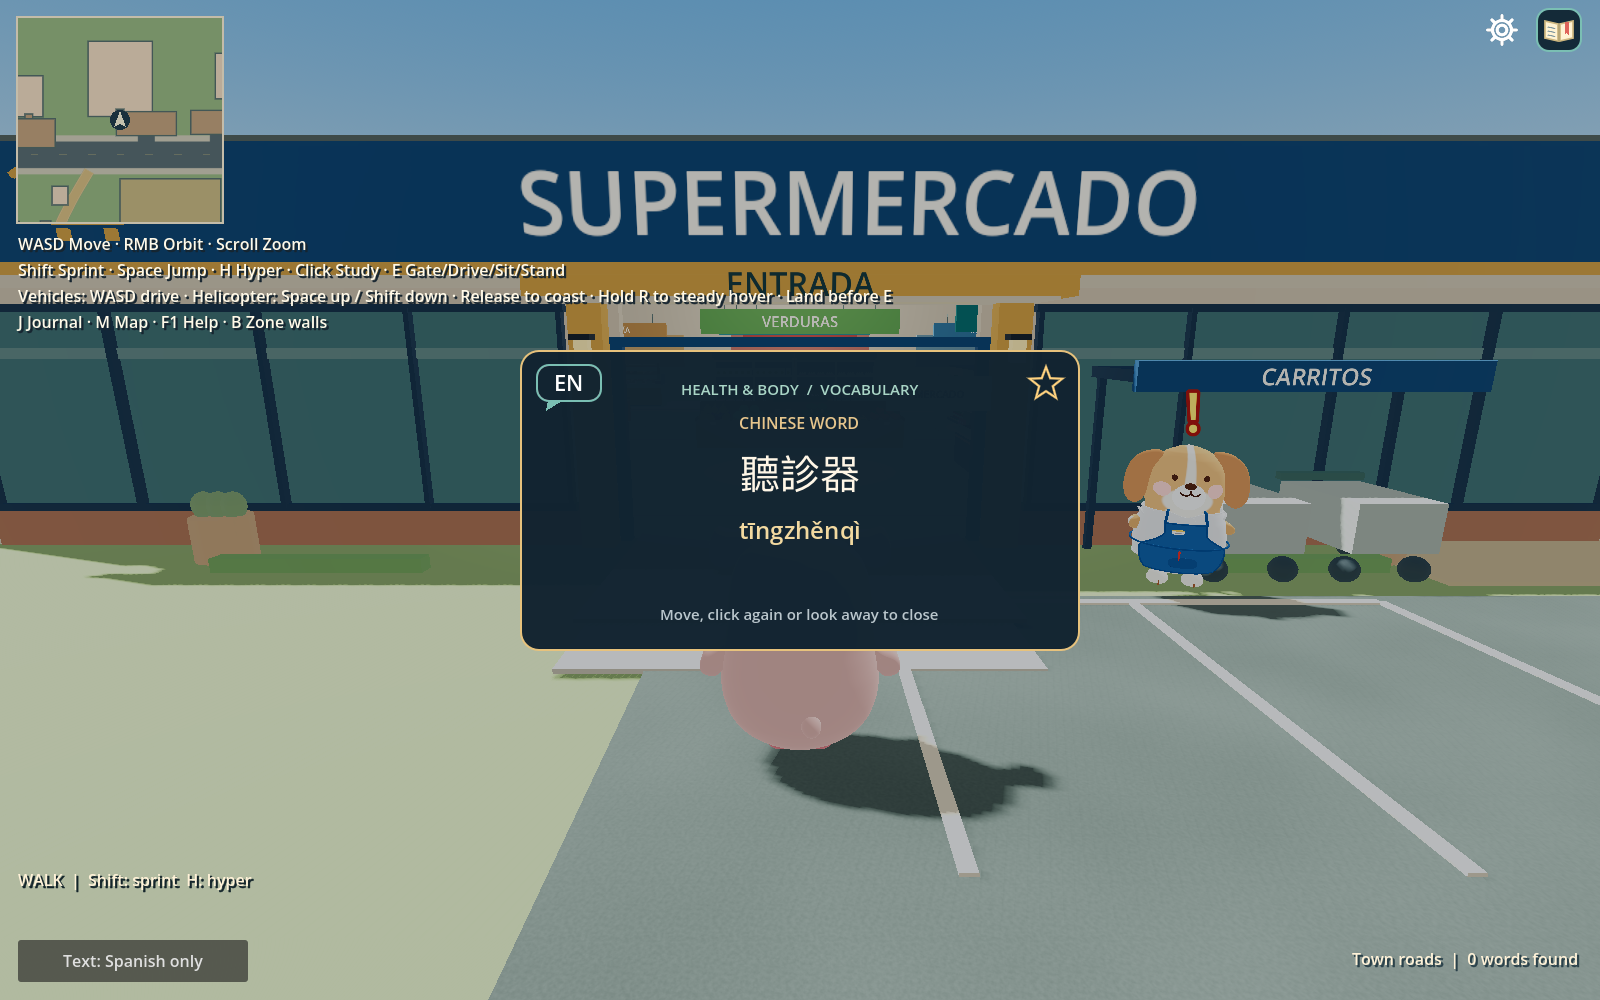 SUPERMERCADO
WASD Move · RMB Orbit · Scroll Zoom
Shift Sprint · Space Jump · H Hyper · Click Study · E Gate/Drive/Sit/Stand
ENTRADA
Vehicles: WASD drive · Helicopter: Space up / Shift down · Release to coast · Hold R to steady hover · Land before E
J Journal · M Map · F1 Help · B Zone walls
VERDURAS
CARRITOS
EN
HEALTH & BODY / VOCABULARY
CHINESE WORD
聽診器
tīngzhěnqì
Move, click again or look away to close
WALK | Shift: sprint H: hyper
Text: Spanish only
Town roads | 0 words found